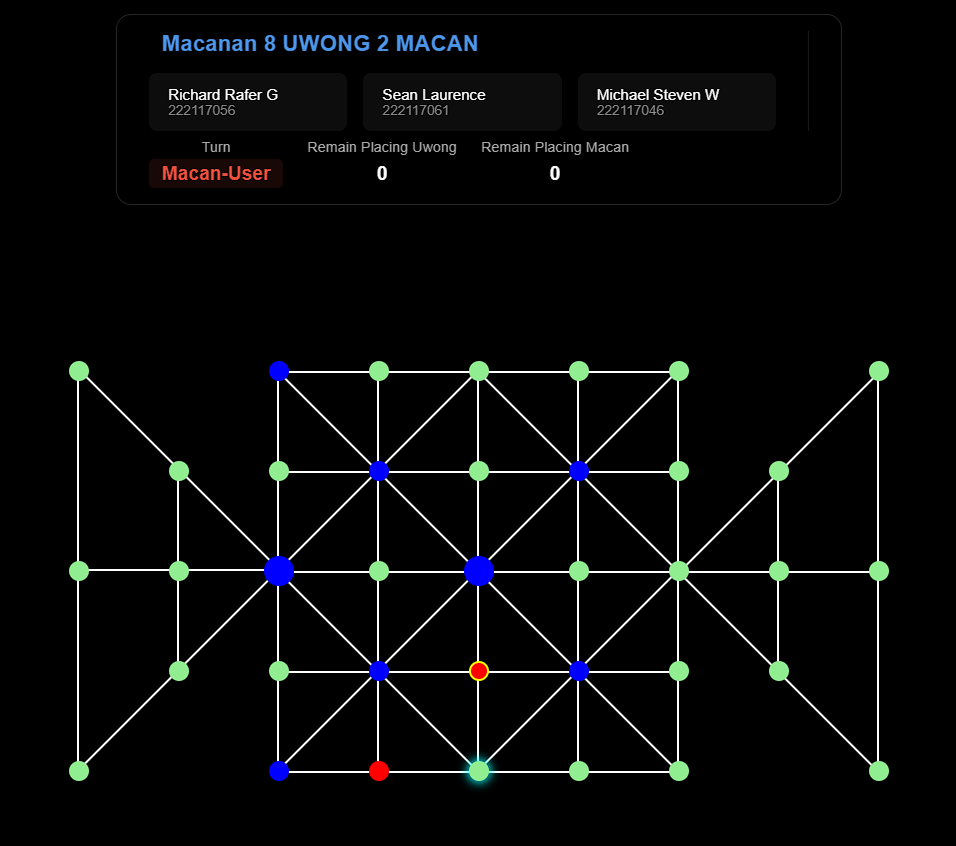 Macanan 8 UWONG 2 MACAN
Richard Rafer G
222117056
Sean Laurence
222117061
Michael Steven W
222117046
Turn
Macan-User
Remain Placing Uwong
0
Remain Placing Macan
0